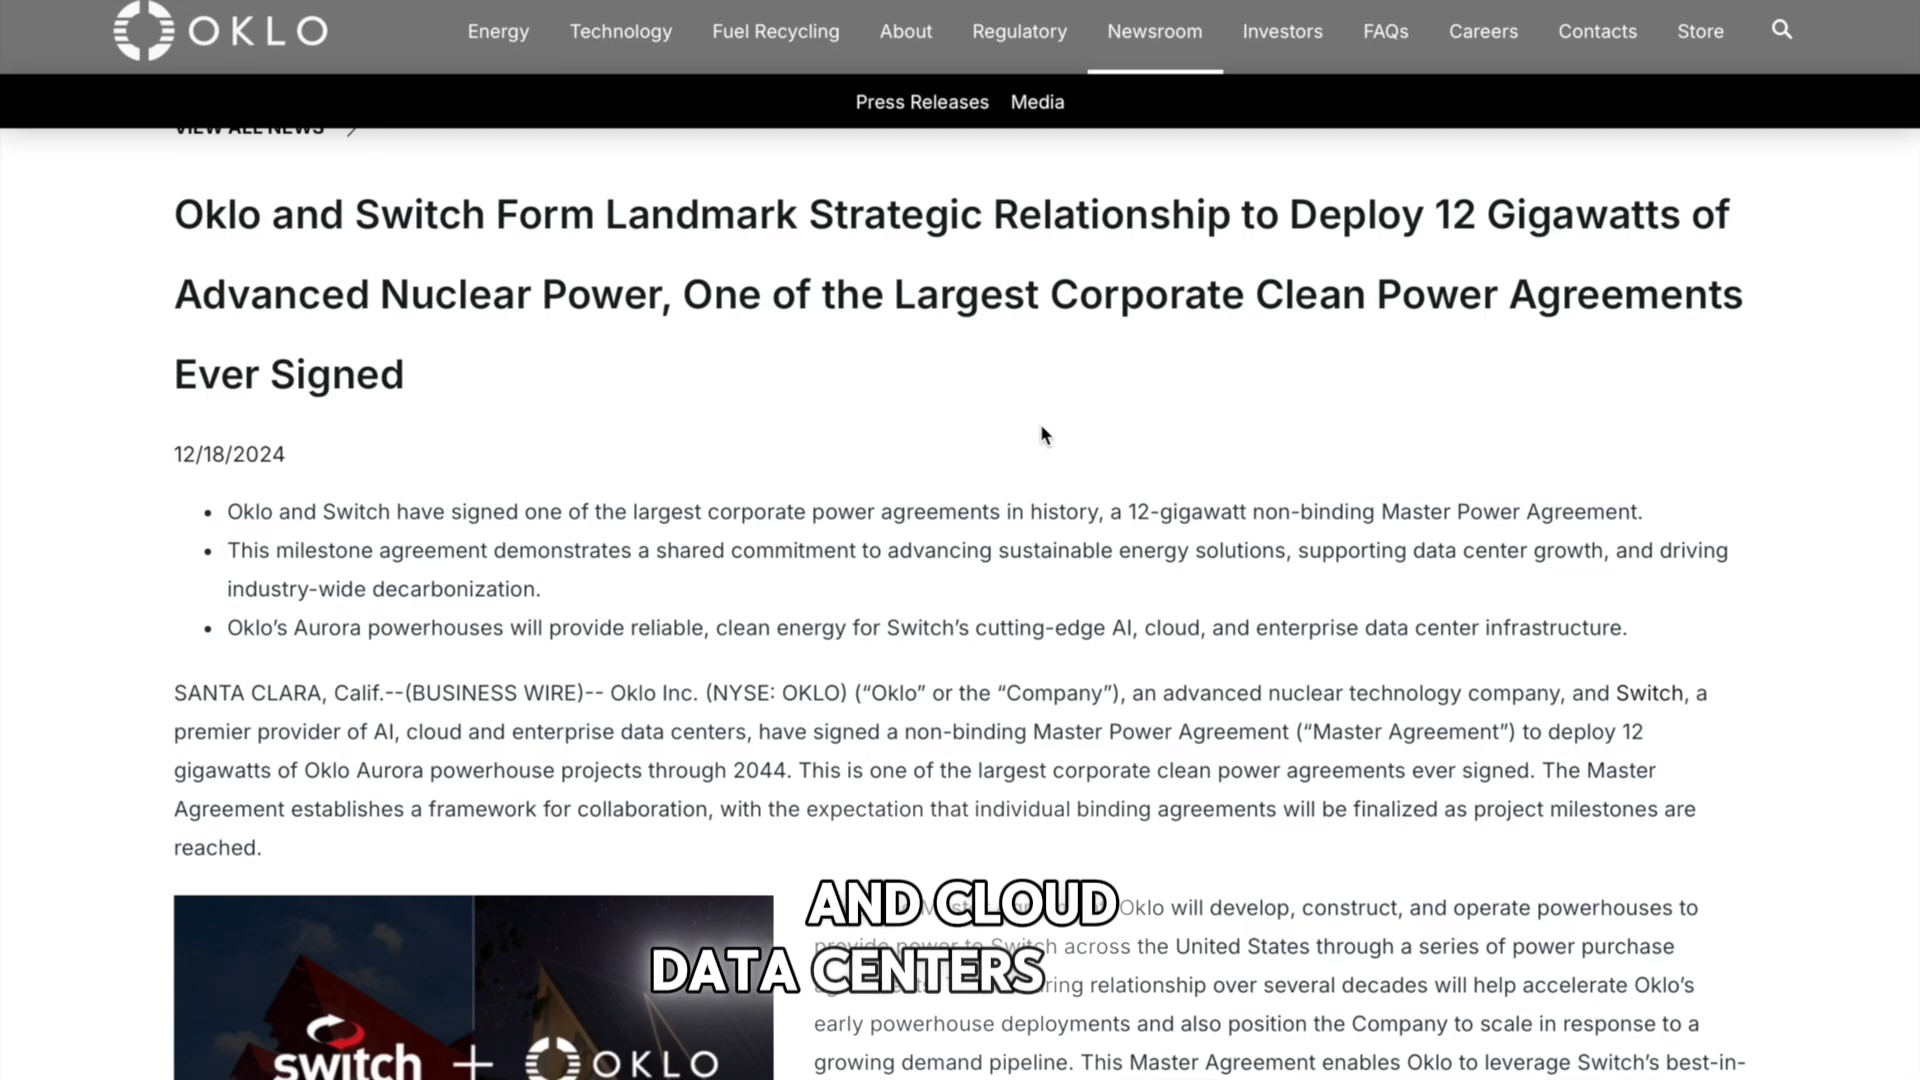 OKLO
Energy Technology Fuel Recycling About Regulatory Newsroom Investors FAQs Careers Contacts Store
Press Releases Media
VIEW ALL NEWS
Oklo and Switch Form Landmark Strategic Relationship to Deploy 12 Gigawatts of
Advanced Nuclear Power, One of the Largest Corporate Clean Power Agreements
Ever Signed
12/18/2024
• Oklo and Switch have signed one of the largest corporate power agreements in history, a 12-gigawatt non-binding Master Power Agreement.
• This milestone agreement demonstrates a shared commitment to advancing sustainable energy solutions, supporting data center growth, and driving
industry-wide decarbonization.
• Oklo’s Aurora powerhouses will provide reliable, clean energy for Switch’s cutting-edge AI, cloud, and enterprise data center infrastructure.
SANTA CLARA, Calif.--(BUSINESS WIRE)-- Oklo Inc. (NYSE: OKLO) (“Oklo” or the “Company”), an advanced nuclear technology company, and Switch, a
premier provider of AI, cloud and enterprise data centers, have signed a non-binding Master Power Agreement (“Master Agreement”) to deploy 12
gigawatts of Oklo Aurora powerhouse projects through 2044. This is one of the largest corporate clean power agreements ever signed. The Master
Agreement establishes a framework for collaboration, with the expectation that individual binding agreements will be finalized as project milestones are
reached.
Oklo will develop, construct, and operate powerhouses to
provide power to Switch across the United States through a series of power purchase
relationship over several decades will help accelerate Oklo’s
early powerhouse deployments and also position the Company to scale in response to a
growing demand pipeline. This Master Agreement enables Oklo to leverage Switch’s best-in-
AND CLOUD
DATA CENTERS
switch + OKLO